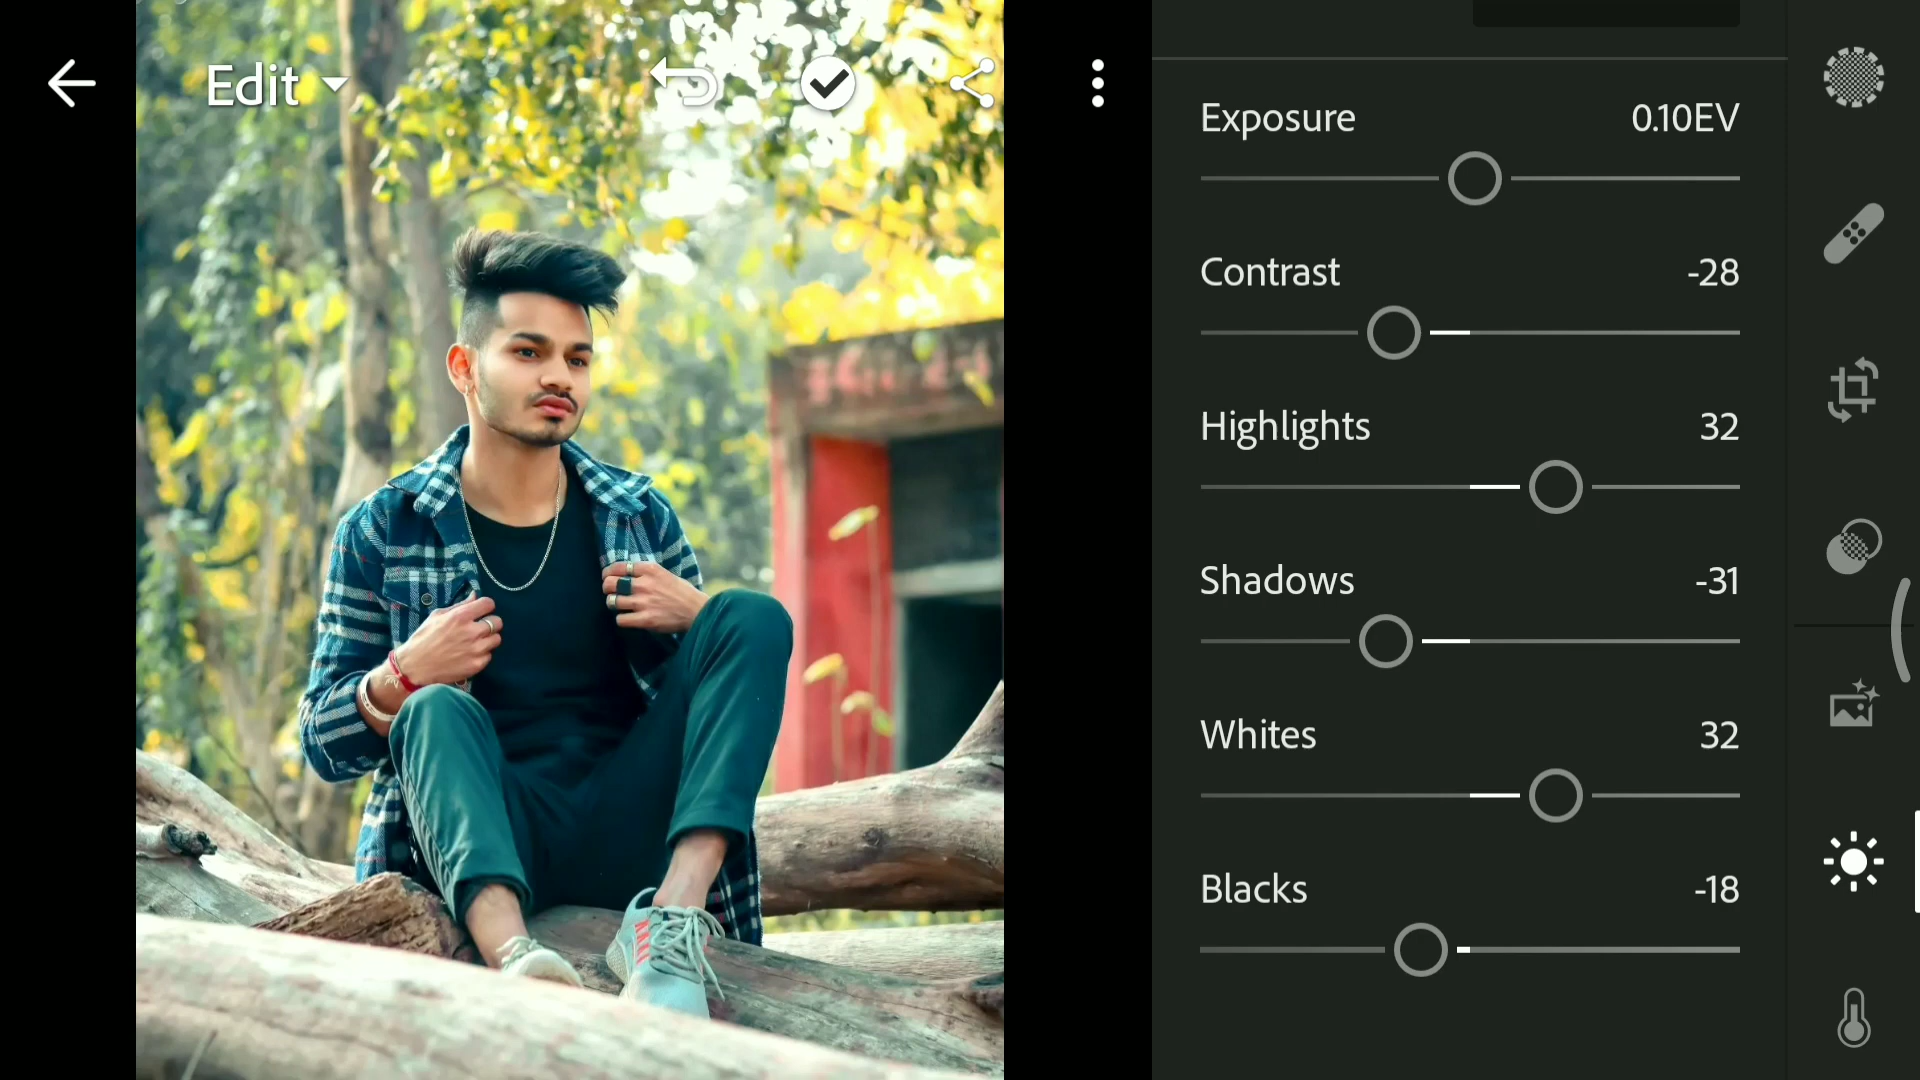 Edit
Exposure 0.10EV
Contrast -28
Highlights 32
Shadows -31
Whites 32
Blacks -18